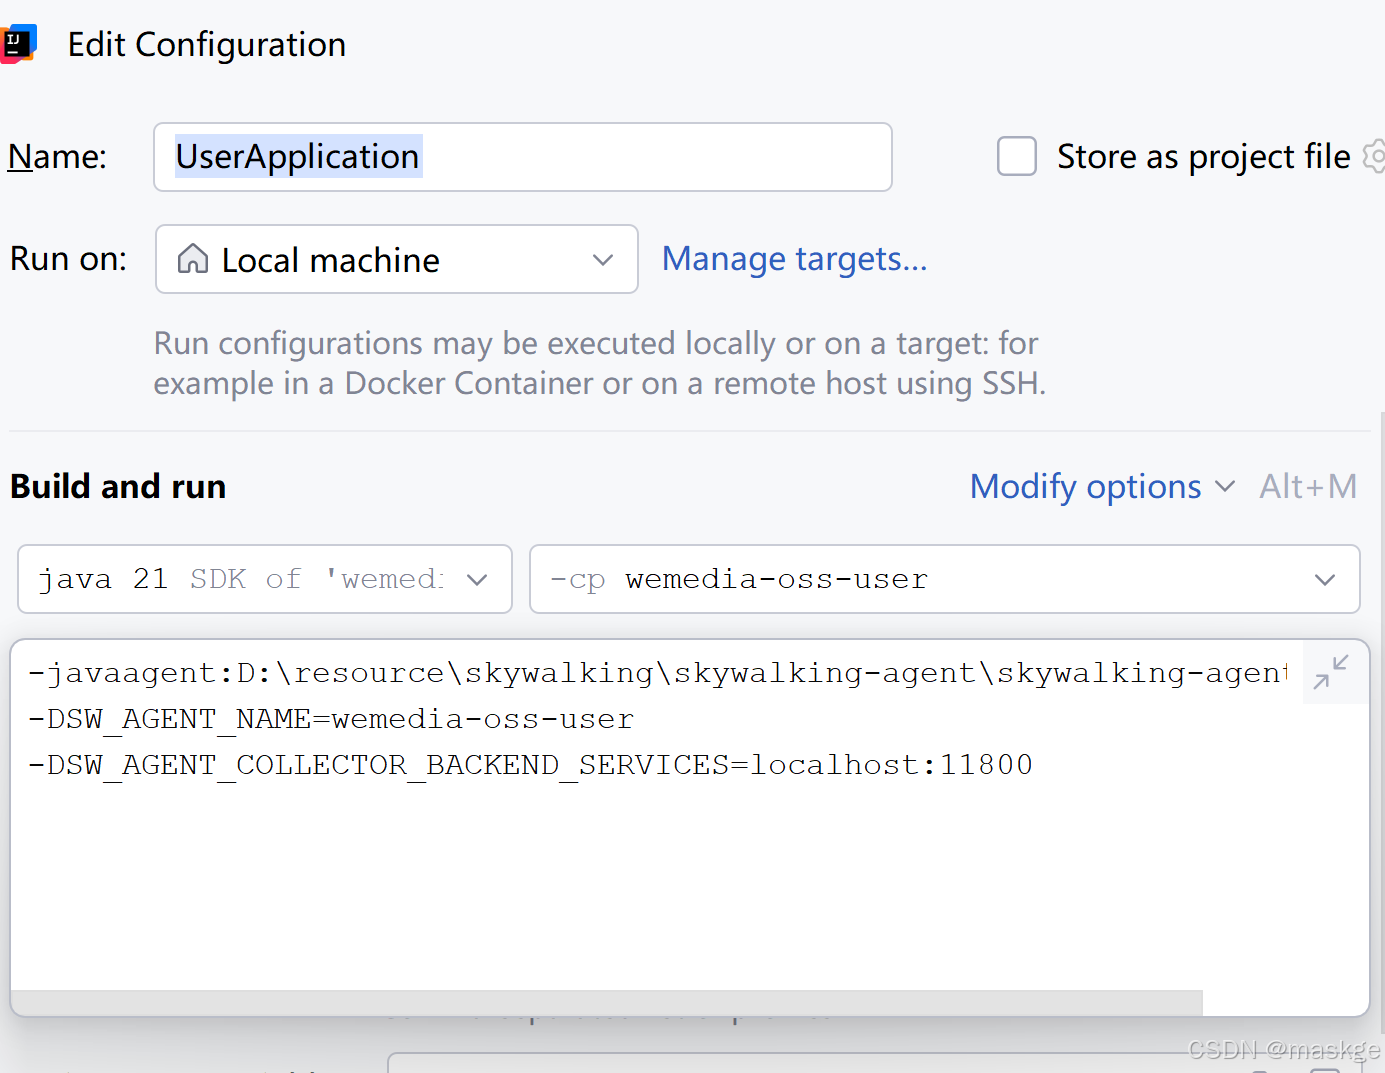 IJ
Edit Configuration
Name:
UserApplication
Store as project file
Run on:
Local machine
Manage targets...
Run configurations may be executed locally or on a target: for
example in a Docker Container or on a remote host using SSH.
Build and run
Modify options
Alt+M
java 21 SDK of 'wemedi
-cp wemedia-oss-user
-javaagent:D:\resource\skywalking\skywalking-agent\skywalking-agent
-DSW_AGENT_NAME=wemedia-oss-user
-DSW_AGENT_COLLECTOR_BACKEND_SERVICES=localhost:11800
CSDN @maskge